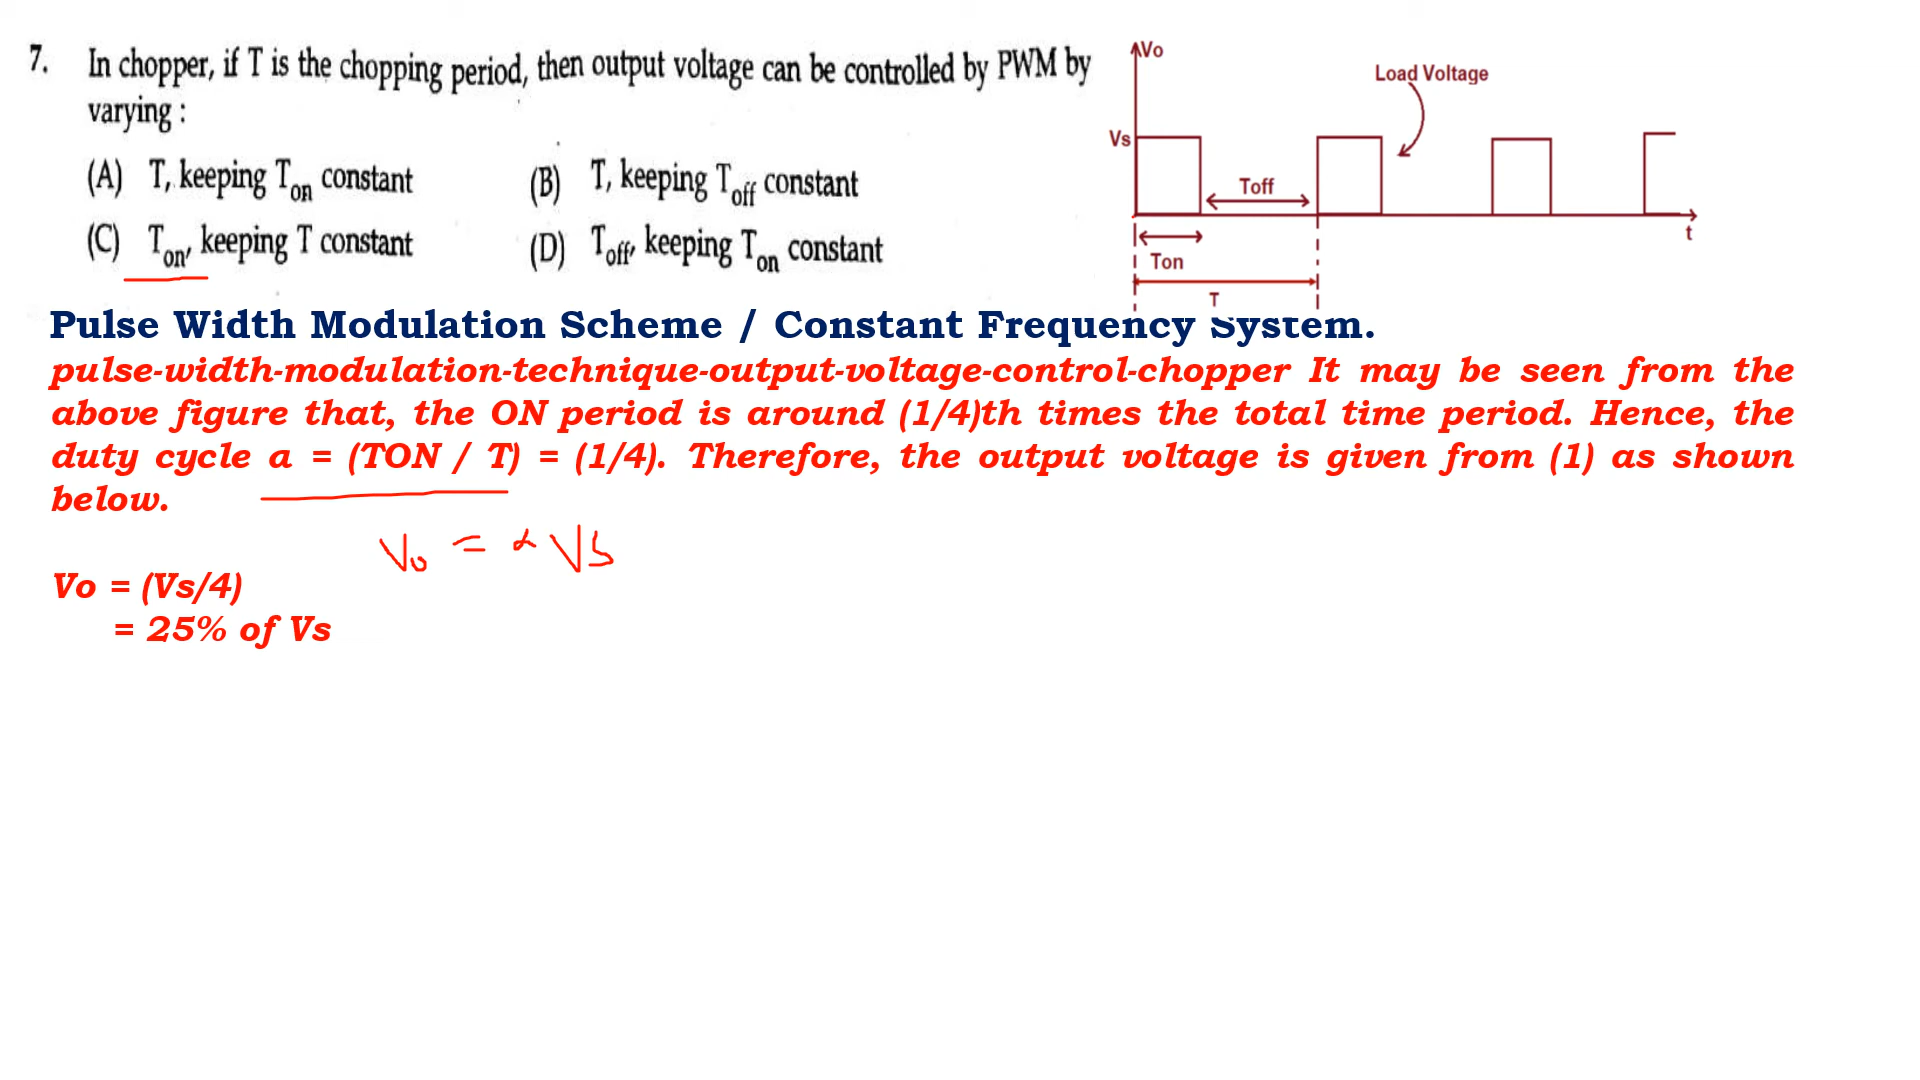 7. In chopper, if T is the chopping period, then output voltage can be controlled by PWM by
varying :
(A) T, keeping Ton constant (B) T, keeping Toff constant
(C) Ton, keeping T constant (D) Toff, keeping Ton constant
Vo
Load Voltage
Vs
Toff
t
Ton
T
Pulse Width Modulation Scheme / Constant Frequency System.
pulse-width-modulation-technique-output-voltage-control-chopper It may be seen from the
above figure that, the ON period is around (1/4)th times the total time period. Hence, the
duty cycle a = (TON / T) = (1/4). Therefore, the output voltage is given from (1) as shown
below.
Vo = α Vs
Vo = (Vs/4)
= 25% of Vs